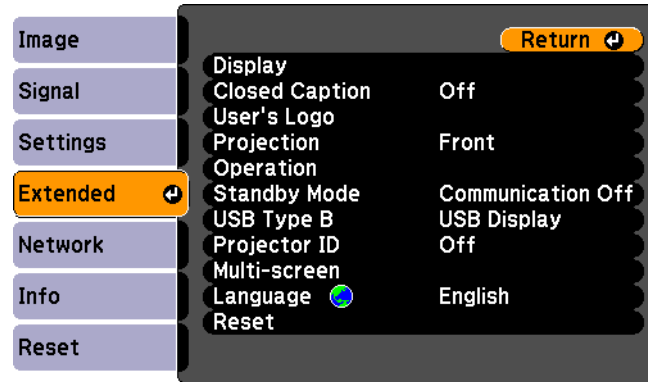 Image
Signal
Settings
Extended
Network
Info
Reset
Return
Display
Closed Caption Off
User's Logo
Projection Front
Operation
Standby Mode Communication Off
USB Type B USB Display
Projector ID Off
Multi-screen
Language English
Reset